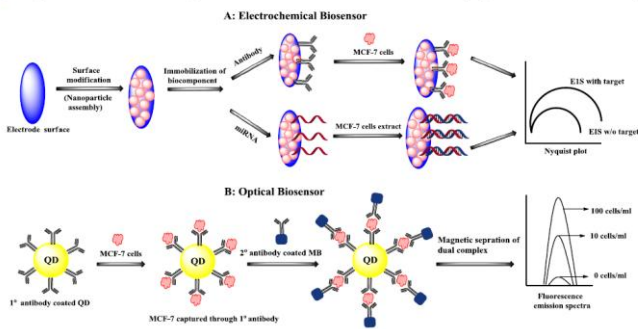 A: Electrochemical Biosensor
Surface
modification
(Nanoparticle
assembly)
Electrode surface
Immobilization of
biocomponent
Antibody
miRNA
MCF-7 cells
MCF-7 cells extract
EIS with target
EIS w/o target
Nyquist plot
B: Optical Biosensor
QD
1° antibody coated QD
MCF-7 cells
QD
MCF-7 captured through 1° antibody
2° antibody coated MB
QD
Magnetic sepration of
dual complex
100 cells/ml
10 cells/ml
0 cells/ml
Fluorescence
emission spectra